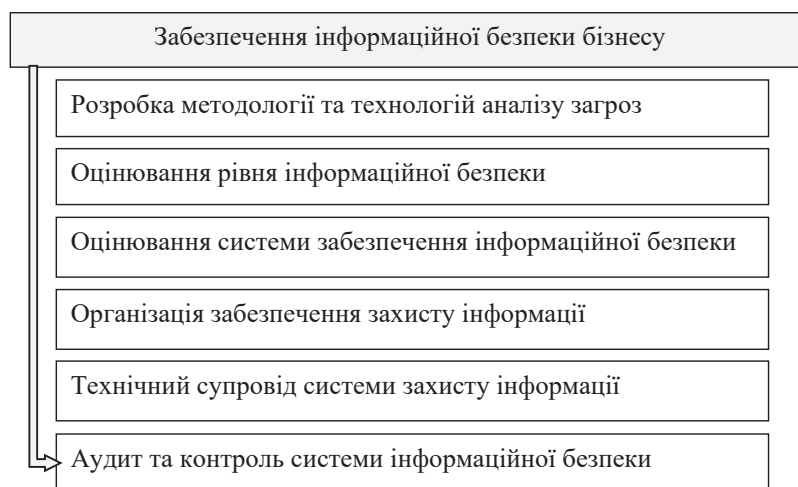 Забезпечення інформаційної безпеки бізнесу
Розробка методології та технологій аналізу загроз
Оцінювання рівня інформаційної безпеки
Оцінювання системи забезпечення інформаційної безпеки
Організація забезпечення захисту інформації
Технічний супровід системи захисту інформації
Аудит та контроль системи інформаційної безпеки